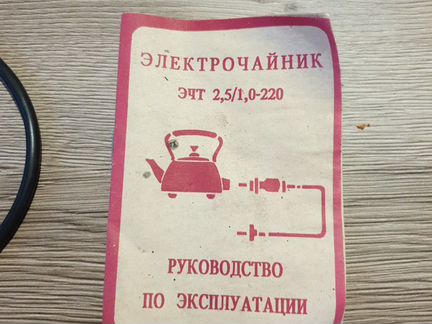 ЭЛЕКТРОЧАЙНИК
ЭЧТ 2,5/1,0-220
РУКОВОДСТВО
ПО ЭКСПЛУАТАЦИИ